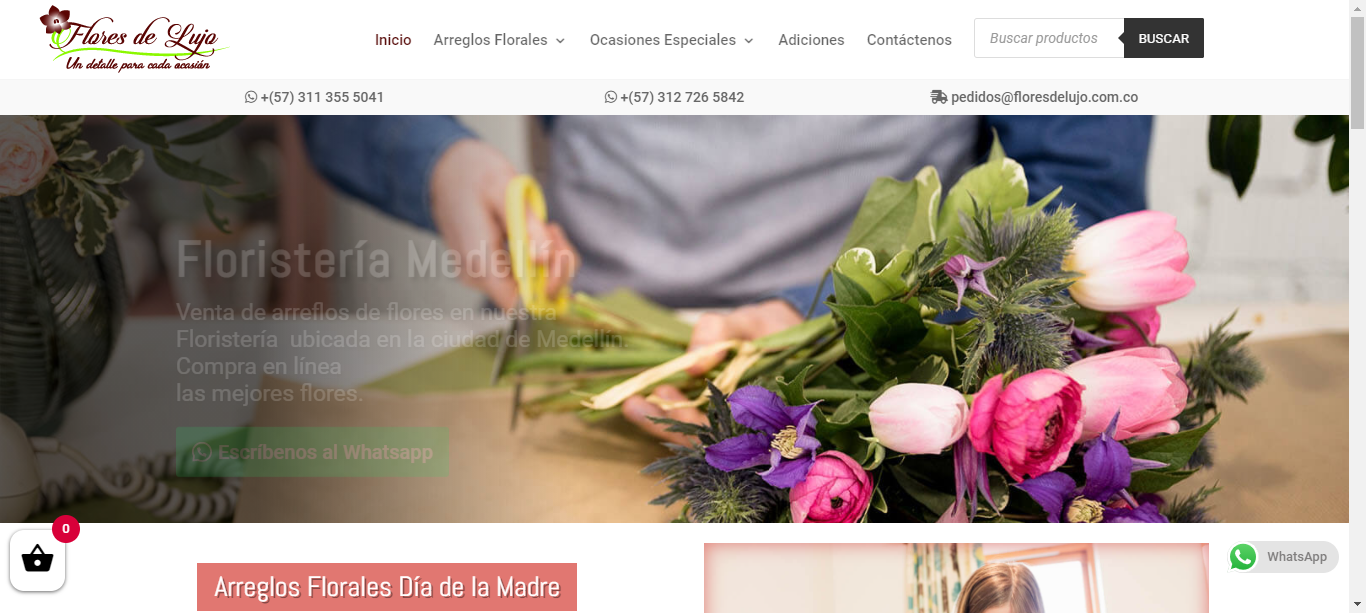 Flores de Lujo
Un detalle para cada ocasión
Inicio
Arreglos Florales
Ocasiones Especiales
Adiciones
Contáctenos
Buscar productos
BUSCAR
+(57) 311 355 5041
+(57) 312 726 5842
pedidos@floresdelujo.com.co
Floristería Medellín
Venta de arreflos de flores en nuestra
Floristería ubicada en la ciudad de Medellín.
Compra en línea
las mejores flores.
Escríbenos al Whatsapp
0
Arreglos Florales Día de la Madre
WhatsApp